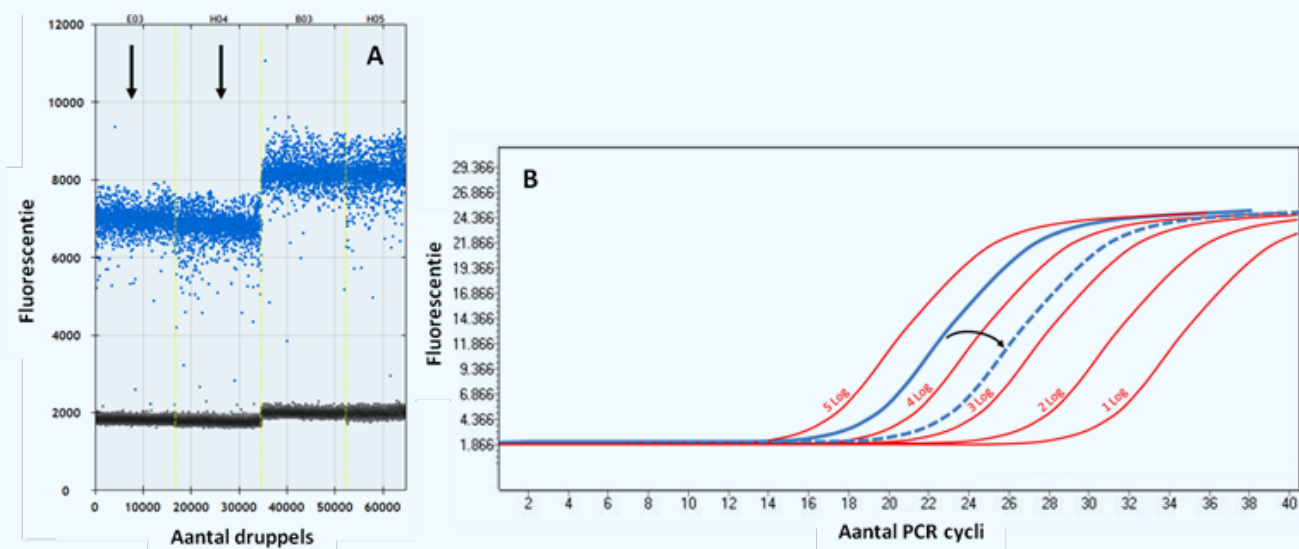 E03 H04 B03 H05
A
12000
10000
8000
6000
4000
2000
0
0 10000 20000 30000 40000 50000 60000
Fluorescentie
Aantal druppels
B
29.366
26.866
24.366
21.866
19.366
16.866
14.366
11.866
9.366
6.866
4.366
1.866
5 Log
4 Log
3 Log
2 Log
1 Log
2 4 6 8 10 12 14 16 18 20 22 24 26 28 30 32 34 36 38 40
Fluorescentie
Aantal PCR cycli